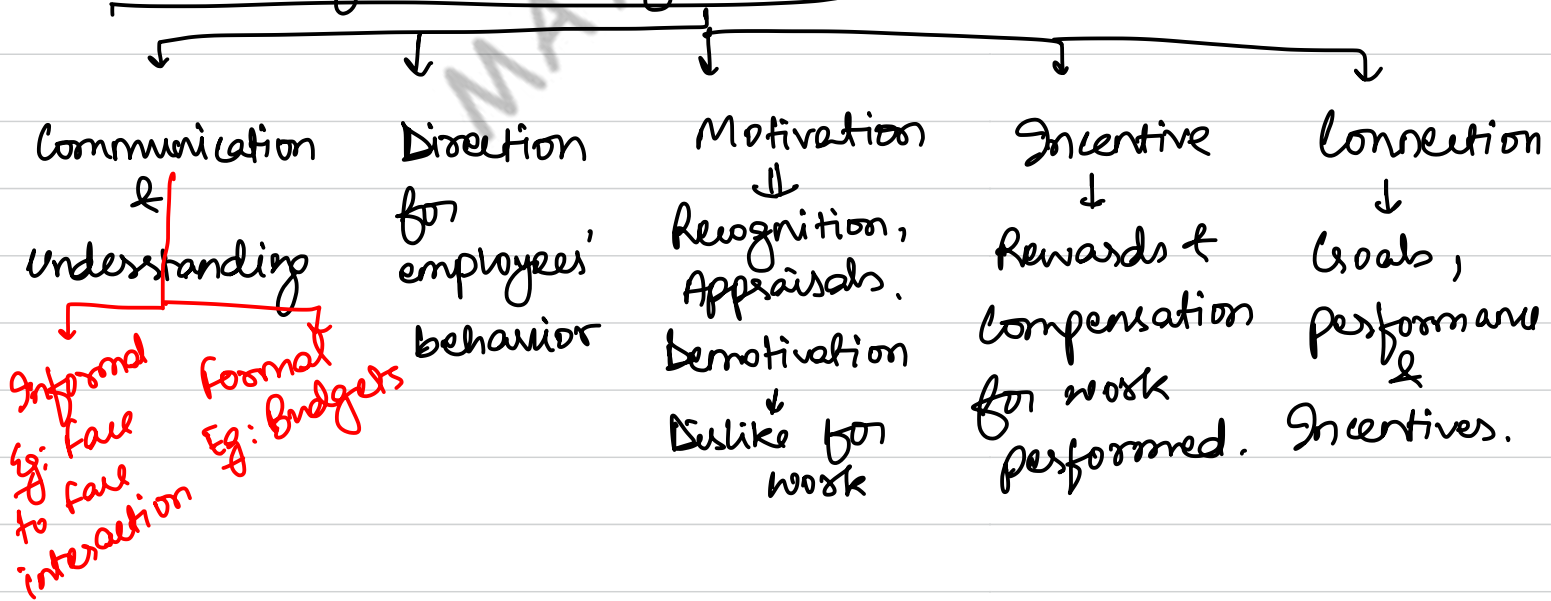 Communication
&
Understanding
Informal
Eg: Face
to Face
interaction
Formal
Eg: Budgets
Direction
for
employees'
behavior
Motivation
Recognition,
Appraisals.
Demotivation
Dislike for
work
Incentive
Rewards &
Compensation
for work
performed.
Connection
Goals,
performance
&
Incentives.